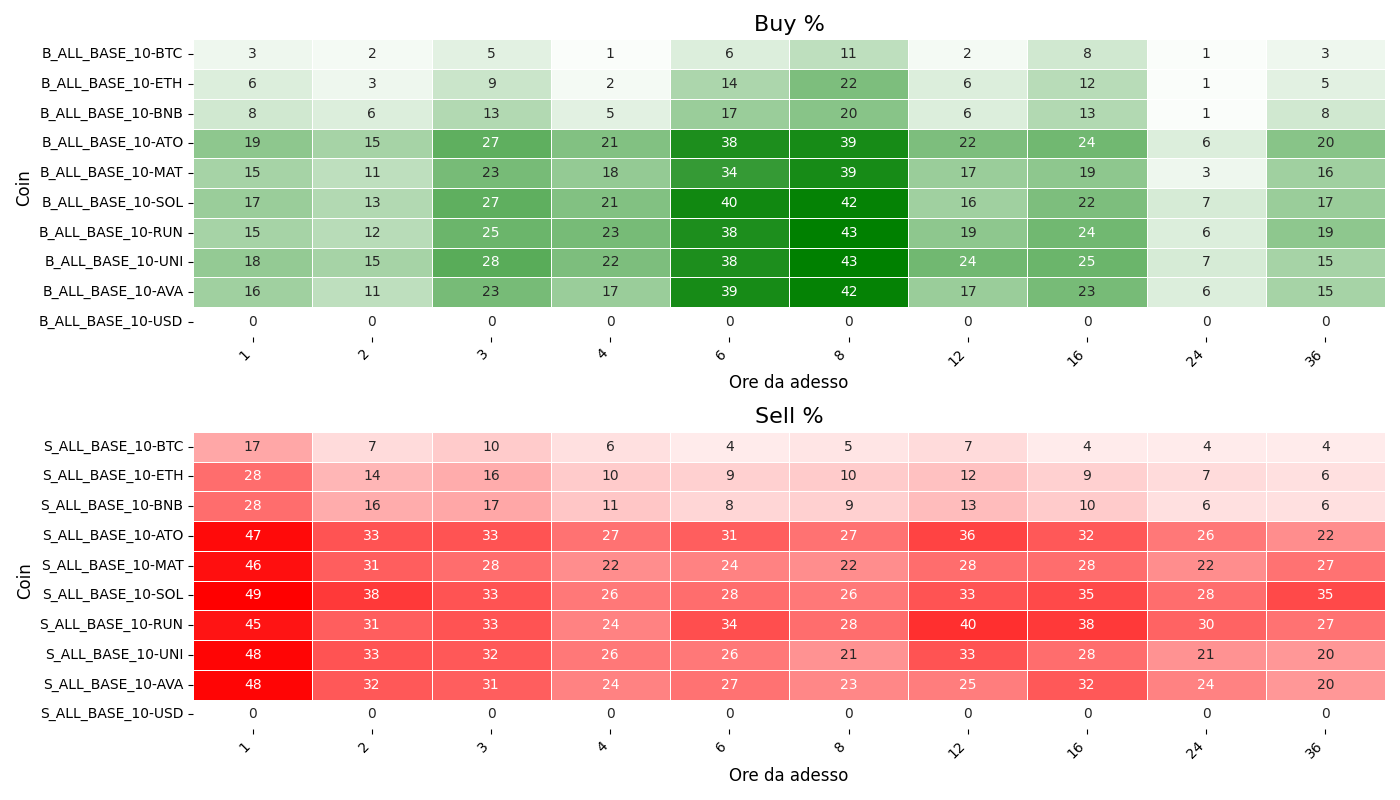 Buy %
Coin
B_ALL_BASE_10-BTC 3 2 5 1 6 11 2 8 1 3
B_ALL_BASE_10-ETH 6 3 9 2 14 22 6 12 1 5
B_ALL_BASE_10-BNB 8 6 13 5 17 20 6 13 1 8
B_ALL_BASE_10-ATO 19 15 27 21 38 39 22 24 6 20
B_ALL_BASE_10-MAT 15 11 23 18 34 39 17 19 3 16
B_ALL_BASE_10-SOL 17 13 27 21 40 42 16 22 7 17
B_ALL_BASE_10-RUN 15 12 25 23 38 43 19 24 6 19
B_ALL_BASE_10-UNI 18 15 28 22 38 43 24 25 7 15
B_ALL_BASE_10-AVA 16 11 23 17 39 42 17 23 6 15
B_ALL_BASE_10-USD 0 0 0 0 0 0 0 0 0 0
1 2 3 4 6 8 12 16 24 36
Ore da adesso
Sell %
Coin
S_ALL_BASE_10-BTC 17 7 10 6 4 5 7 4 4 4
S_ALL_BASE_10-ETH 28 14 16 10 9 10 12 9 7 6
S_ALL_BASE_10-BNB 28 16 17 11 8 9 13 10 6 6
S_ALL_BASE_10-ATO 47 33 33 27 31 27 36 32 26 22
S_ALL_BASE_10-MAT 46 31 28 22 24 22 28 28 22 27
S_ALL_BASE_10-SOL 49 38 33 26 28 26 33 35 28 35
S_ALL_BASE_10-RUN 45 31 33 24 34 28 40 38 30 27
S_ALL_BASE_10-UNI 48 33 32 26 26 21 33 28 21 20
S_ALL_BASE_10-AVA 48 32 31 24 27 23 25 32 24 20
S_ALL_BASE_10-USD 0 0 0 0 0 0 0 0 0 0
1 2 3 4 6 8 12 16 24 36
Ore da adesso